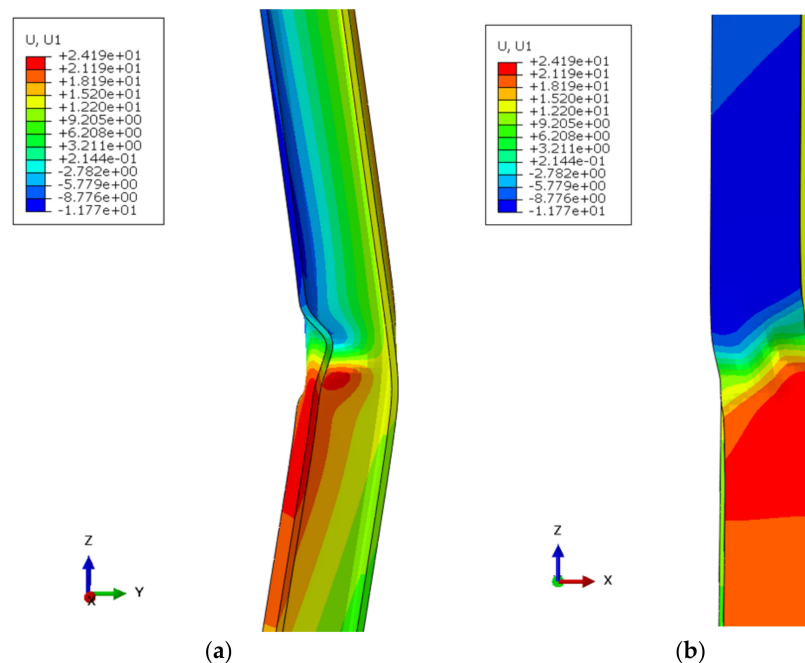 U, U1
+2.419e+01
+2.119e+01
+1.819e+01
+1.520e+01
+1.220e+01
+9.205e+00
+6.208e+00
+3.211e+00
+2.144e-01
-2.782e+00
-5.779e+00
-8.776e+00
-1.177e+01
Z
Y
X
(a)
U, U1
+2.419e+01
+2.119e+01
+1.819e+01
+1.520e+01
+1.220e+01
+9.205e+00
+6.208e+00
+3.211e+00
+2.144e-01
-2.782e+00
-5.779e+00
-8.776e+00
-1.177e+01
Z
X
(b)